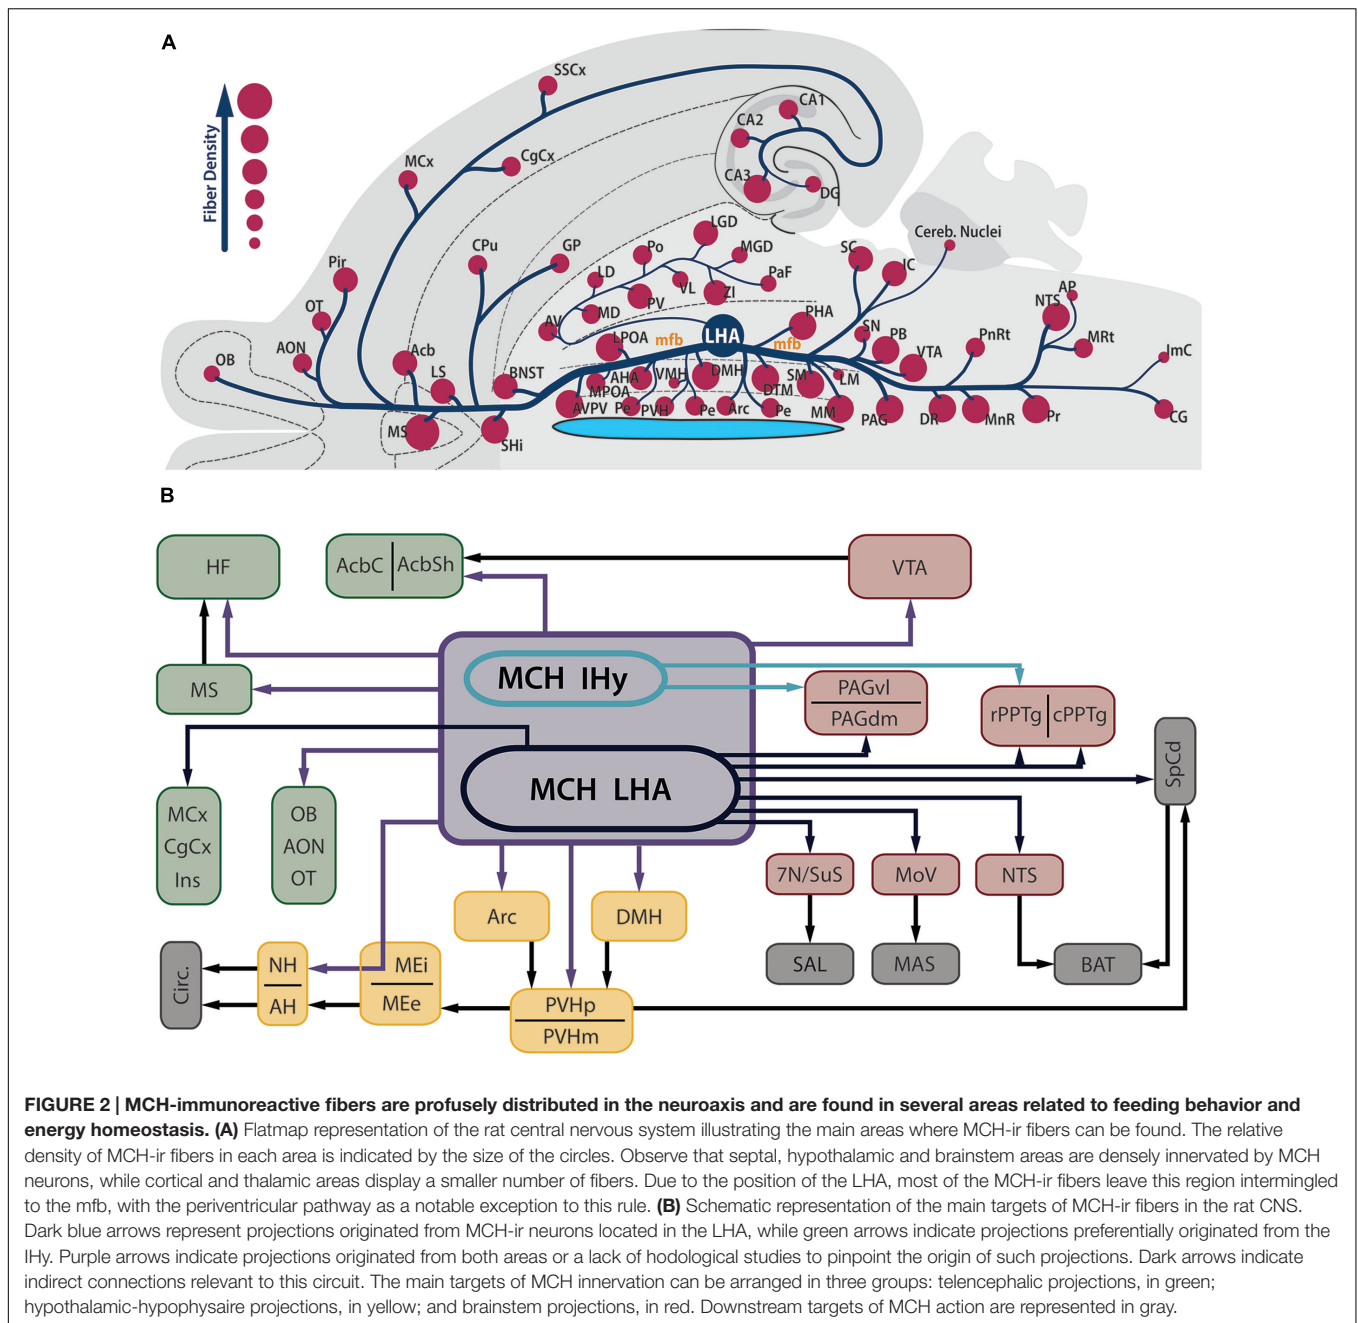 A
Fiber Density
SSCx
MCx
CgCx
CA1
CA2
CA3
DG
Pir
OT
AON
OB
CPu
GP
Acb
LS
MS
SHi
BNST
LGD
Po
MGD
LD
VL
PaF
PV
ZI
MD
AV
LPOA
mfb
LHA
mfb
PHA
SC
IC
Cereb. Nuclei
AP
NTS
MRt
ImC
CG
SN
PB
VTA
PnRt
AHA
MPOA
VMH
DMH
DTM
SM
LM
AVPV
Pe
PVH
Pe
Arc
Pe
MM
PAG
DR
MnR
Pr
B
HF
AcbC AcbSh
VTA
MCH IHy
MS
PAGvl
PAGdm
rPPTg cPPTg
SpCd
MCH LHA
MCx
CgCx
Ins
OB
AON
OT
7N/SuS
MoV
NTS
Arc
DMH
SAL
MAS
BAT
Circ.
NH
AH
MEi
MEe
PVHp
PVHm
FIGURE 2 | MCH-immunoreactive fibers are profusely distributed in the neuroaxis and are found in several areas related to feeding behavior and
energy homeostasis. (A) Flatmap representation of the rat central nervous system illustrating the main areas where MCH-ir fibers can be found. The relative
density of MCH-ir fibers in each area is indicated by the size of the circles. Observe that septal, hypothalamic and brainstem areas are densely innervated by MCH
neurons, while cortical and thalamic areas display a smaller number of fibers. Due to the position of the LHA, most of the MCH-ir fibers leave this region intermingled
to the mfb, with the periventricular pathway as a notable exception to this rule. (B) Schematic representation of the main targets of MCH-ir fibers in the rat CNS.
Dark blue arrows represent projections originated from MCH-ir neurons located in the LHA, while green arrows indicate projections preferentially originated from the
IHy. Purple arrows indicate projections originated from both areas or a lack of hodological studies to pinpoint the origin of such projections. Dark arrows indicate
indirect connections relevant to this circuit. The main targets of MCH innervation can be arranged in three groups: telencephalic projections, in green;
hypothalamic-hypophysaire projections, in yellow; and brainstem projections, in red. Downstream targets of MCH action are represented in gray.